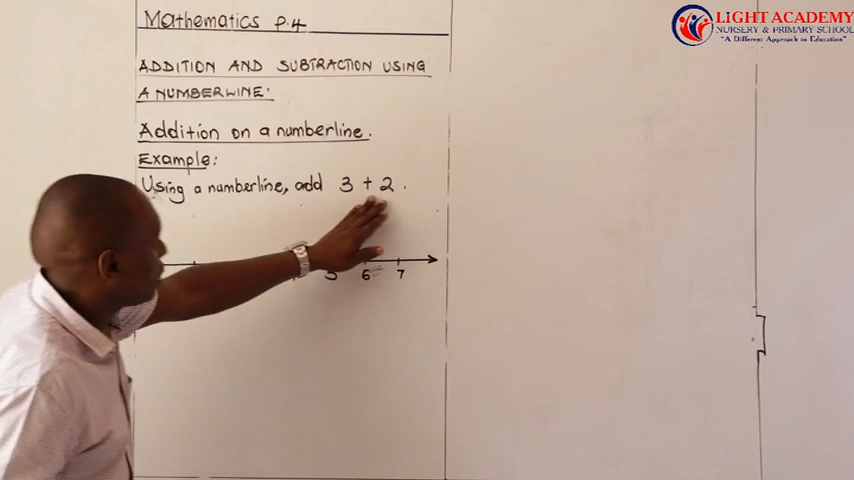 Mathematics p.4
ADDITION AND SUBTRACTION USING
A NUMBERLINE:
Addition on a numberline.
Example:
Using a numberline, add 3 + 2.
5 6 7
LIGHT ACADEMY
NURSERY & PRIMARY SCHOOL
"A Different Approach to Education"